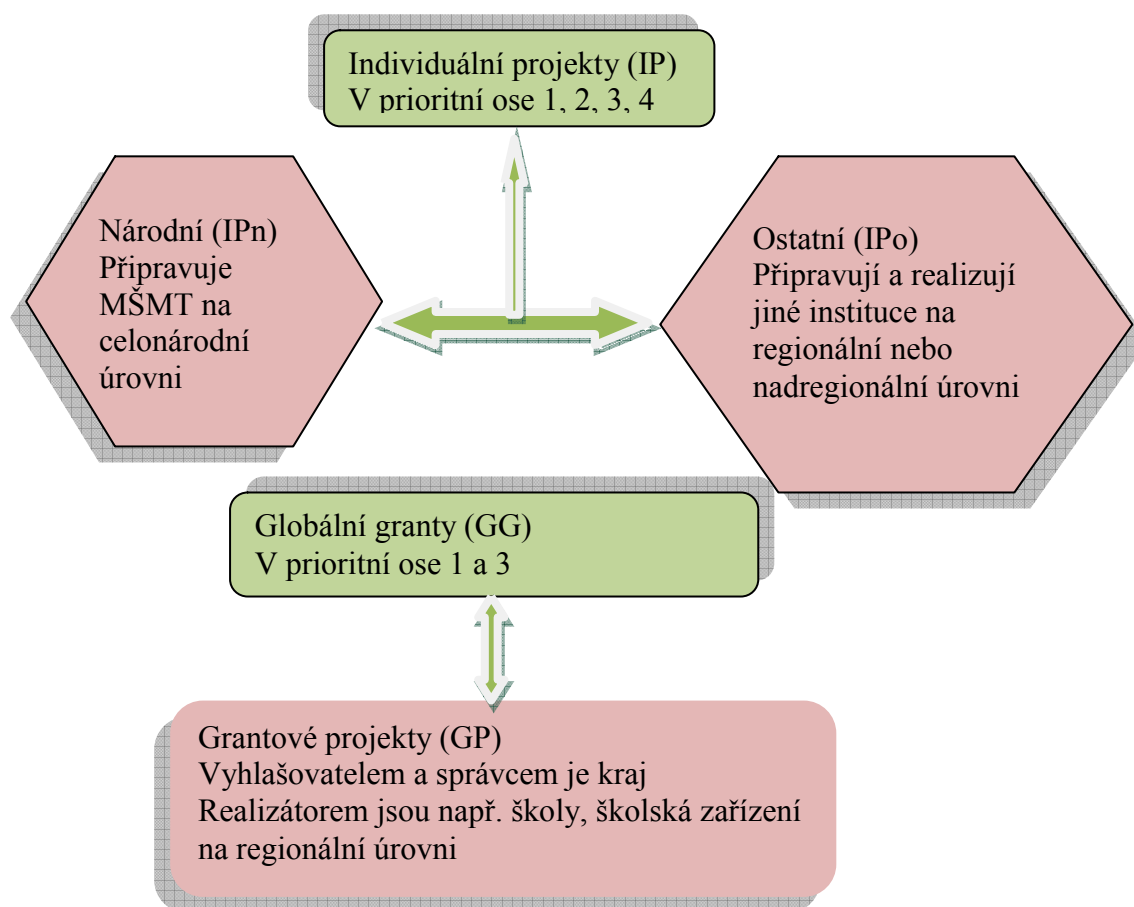 Individuální projekty (IP)
V prioritní ose 1, 2, 3, 4
Národní (IPn)
Připravuje
MŠMT na
celonárodní
úrovni
Ostatní (IPo)
Připravují a realizují
jiné instituce na
regionální nebo
nadregionální úrovni
Globální granty (GG)
V prioritní ose 1 a 3
Grantové projekty (GP)
Vyhlašovatelem a správcem je kraj
Realizátorem jsou např. školy, školská zařízení
na regionální úrovni